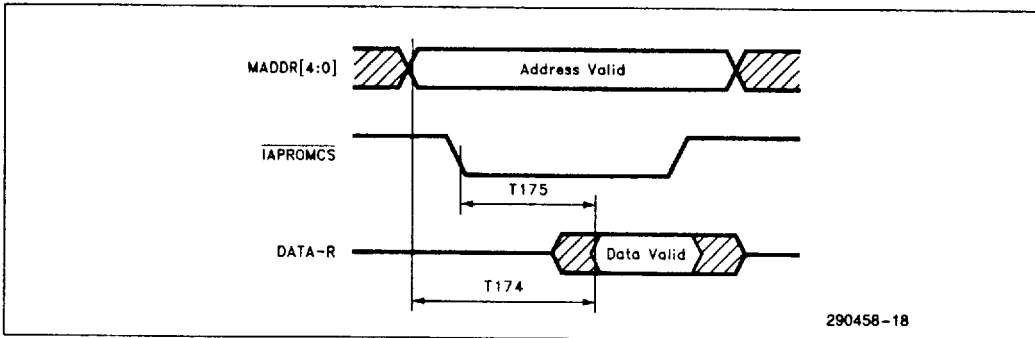 MADDR[4:0]
Address Valid
IAPROMCS
T175
DATA-R
Data Valid
T174
290458-18